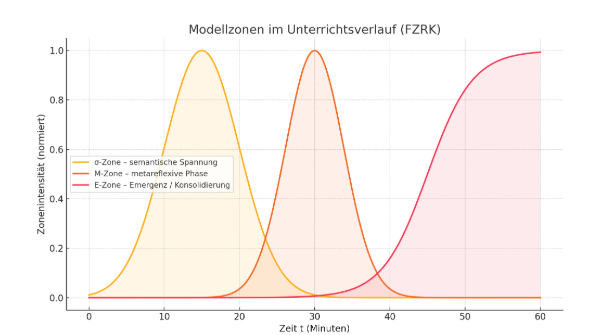 Modellzonen im Unterrichtsverlauf (FZRK)
Zonenintensität (normiert)
1.0
0.8
0.6
0.4
0.2
0.0
σ-Zone – semantische Spannung
M-Zone – metareflexive Phase
E-Zone – Emergenz / Konsolidierung
0 10 20 30 40 50 60
Zeit t (Minuten)